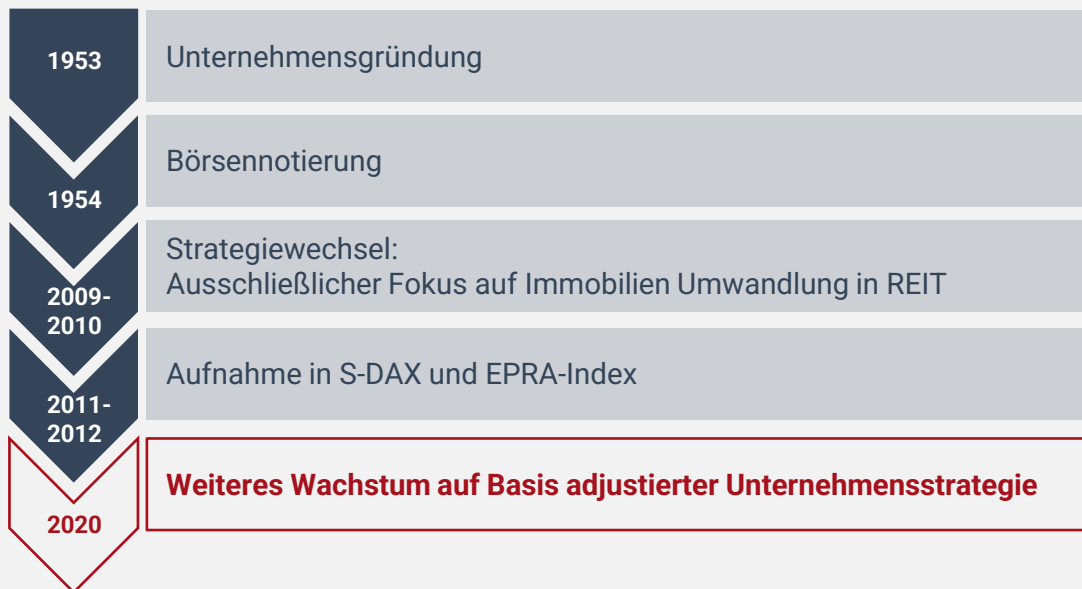 1953
Unternehmensgründung
1954
Börsennotierung
2009-
2010
Strategiewechsel:
Ausschließlicher Fokus auf Immobilien Umwandlung in REIT
2011-
2012
Aufnahme in S-DAX und EPRA-Index
2020
Weiteres Wachstum auf Basis adjustierter Unternehmensstrategie